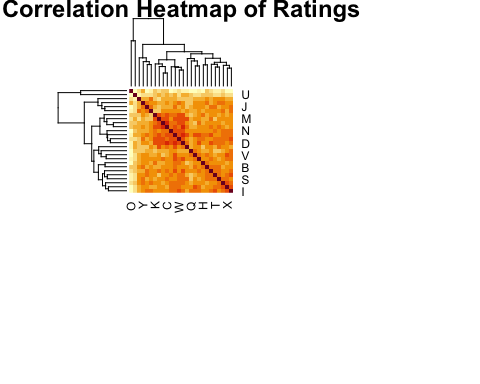 Correlation Heatmap of Ratings
U
J
M
N
D
V
B
S
I
O Y K C W Q H T X